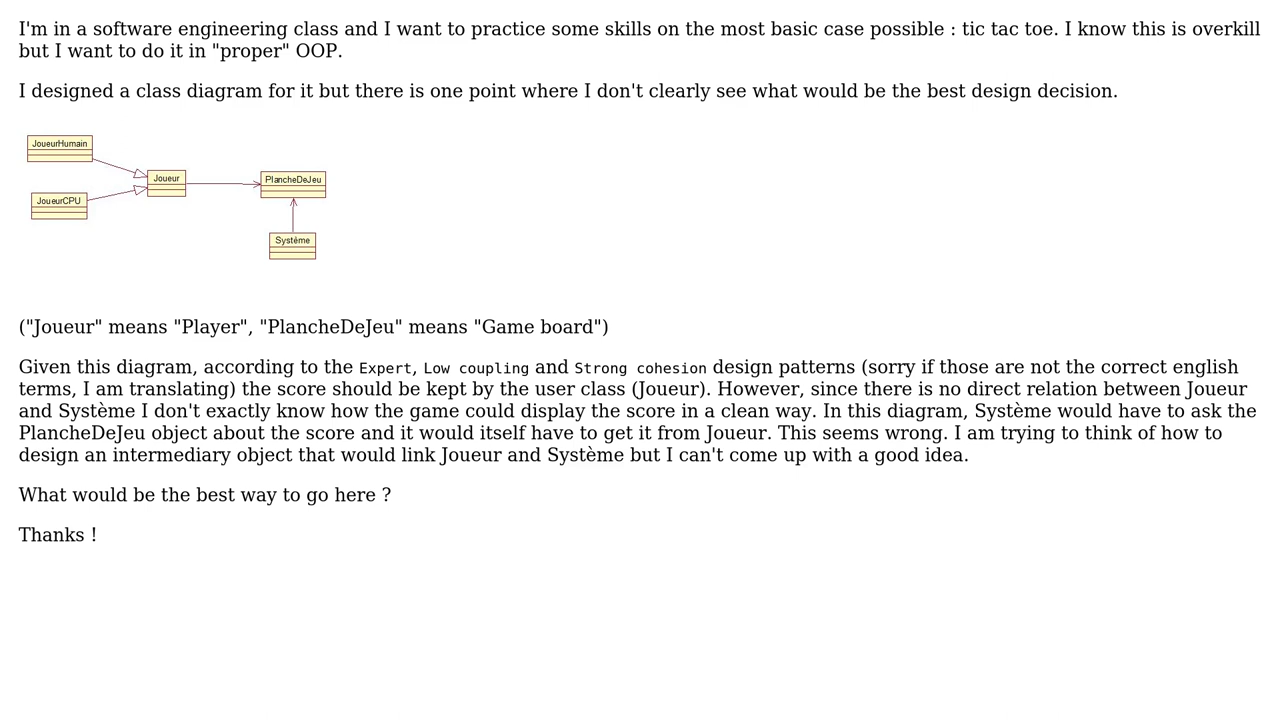 I'm in a software engineering class and I want to practice some skills on the most basic case possible : tic tac toe. I know this is overkill
but I want to do it in "proper" OOP.
I designed a class diagram for it but there is one point where I don't clearly see what would be the best design decision.
JoueurHumain
Joueur
PlancheDeJeu
JoueurCPU
Système
("Joueur" means "Player", "PlancheDeJeu" means "Game board")
Given this diagram, according to the Expert, Low coupling and Strong cohesion design patterns (sorry if those are not the correct english
terms, I am translating) the score should be kept by the user class (Joueur). However, since there is no direct relation between Joueur
and Système I don't exactly know how the game could display the score in a clean way. In this diagram, Système would have to ask the
PlancheDeJeu object about the score and it would itself have to get it from Joueur. This seems wrong. I am trying to think of how to
design an intermediary object that would link Joueur and Système but I can't come up with a good idea.
What would be the best way to go here ?
Thanks !